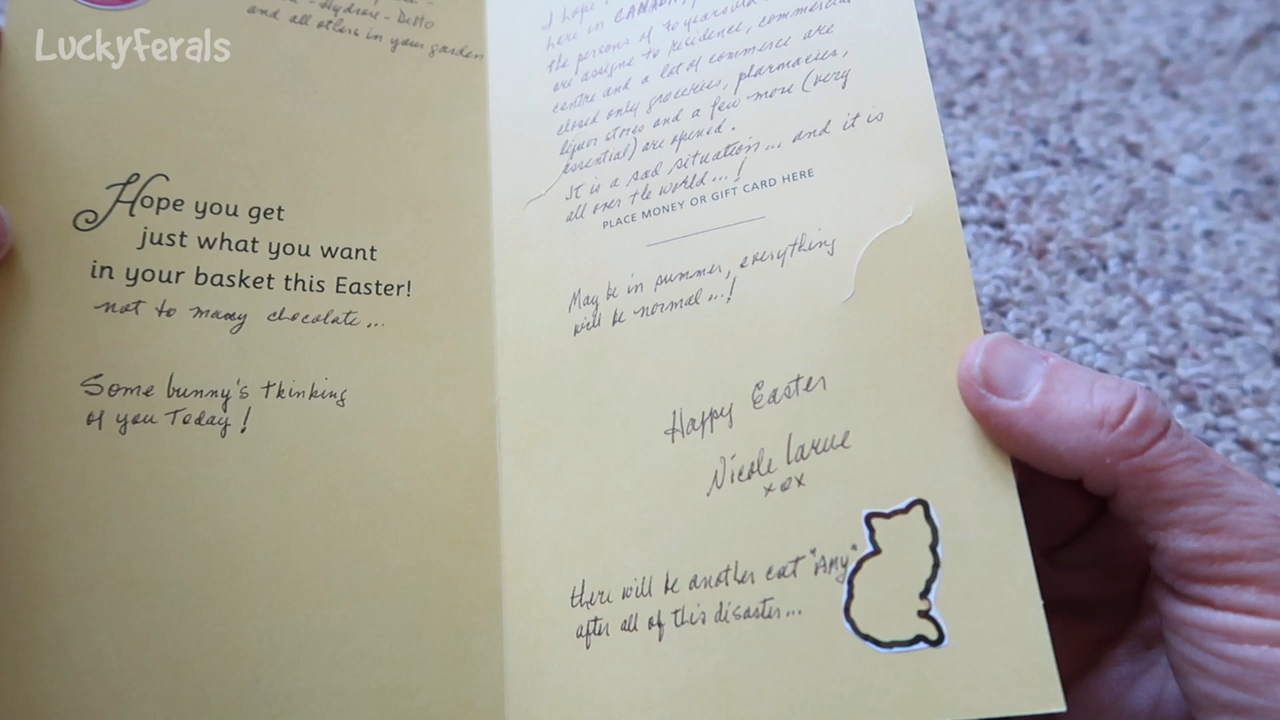 LuckyFerals
- Hydrose - DeMo
and all others in your garden
Hope you get
just what you want
in your basket this Easter!
not to many chocolate...
Some bunny's thinking
of you Today!
I hope
here in CANADA,
the persons of 70 years old
are assigne to residence, commercial
centre and a lot of commerce are
closed only groceries, pharmacies,
liquor stores and a few more (very
essential) are opened.
It is a sad situation... and it is
all over the world...!
PLACE MONEY OR GIFT CARD HERE
May be in summer, everything
will be normal...!
Happy Easter
Nicole Larue
xox
there will be another cat "AMY"
after all of this disaster...